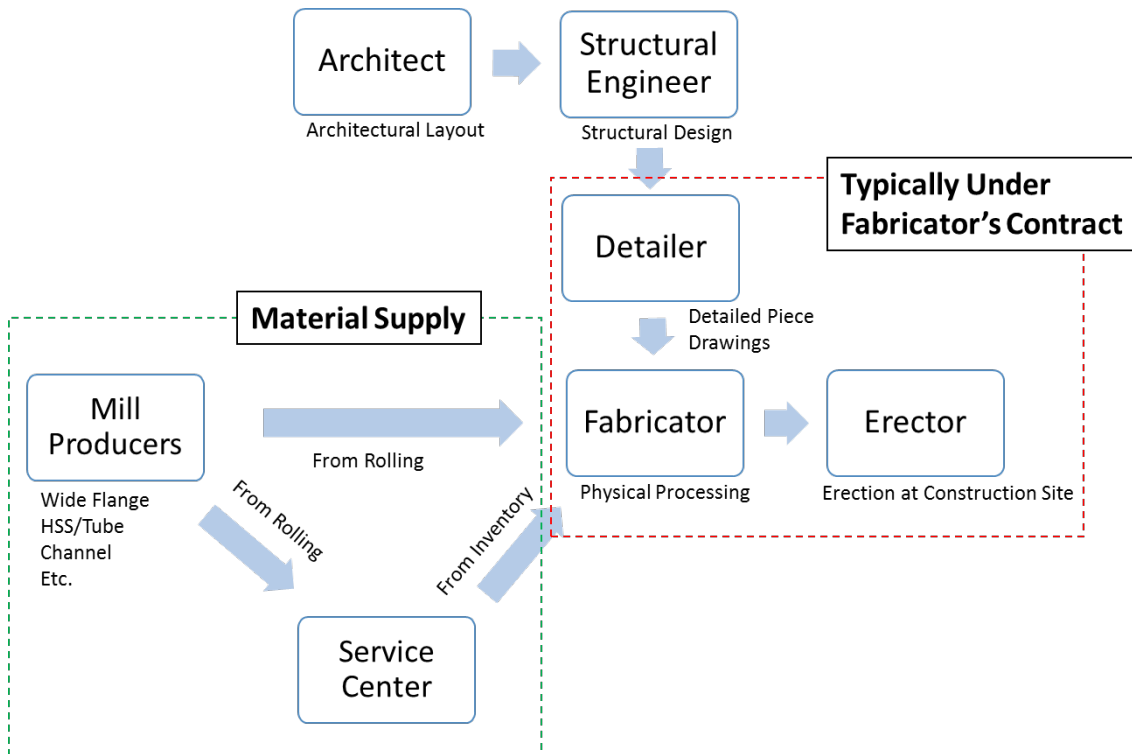 Architect
Architectural Layout
Structural
Engineer
Structural Design
Typically Under
Fabricator's Contract
Detailer
Detailed Piece
Drawings
Material Supply
Mill
Producers
Wide Flange
HSS/Tube
Channel
Etc.
From Rolling
From Rolling
From Inventory
Service
Center
Fabricator
Physical Processing
Erector
Erection at Construction Site